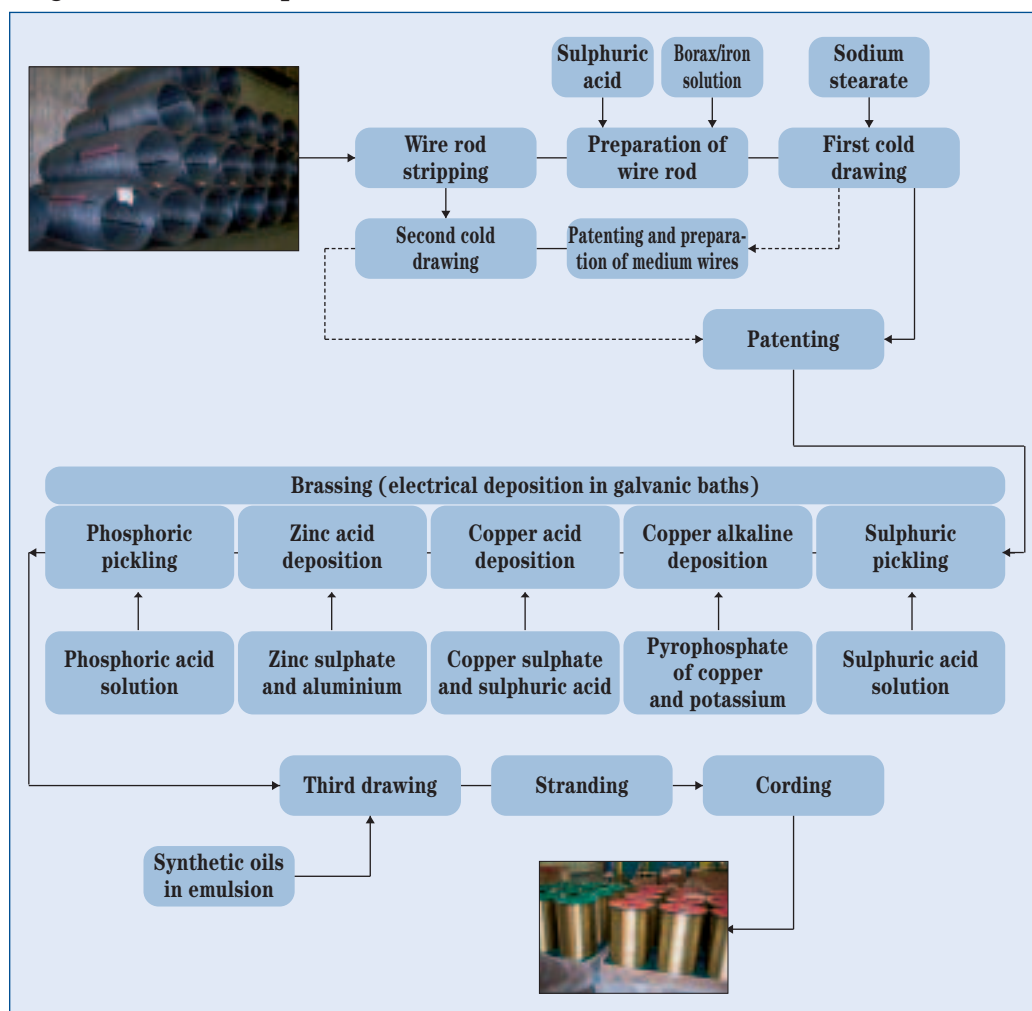 Sulphuric
acid
Borax/iron
solution
Sodium
stearate
Wire rod
stripping
Preparation of
wire rod
First cold
drawing
Second cold
drawing
Patenting and prepara-
tion of medium wires
Patenting
Brassing (electrical deposition in galvanic baths)
Phosphoric
pickling
Zinc acid
deposition
Copper acid
deposition
Copper alkaline
deposition
Sulphuric
pickling
Phosphoric acid
solution
Zinc sulphate
and aluminium
Copper sulphate
and sulphuric acid
Pyrophosphate
of copper
and potassium
Sulphuric acid
solution
Third drawing
Stranding
Cording
Synthetic oils
in emulsion